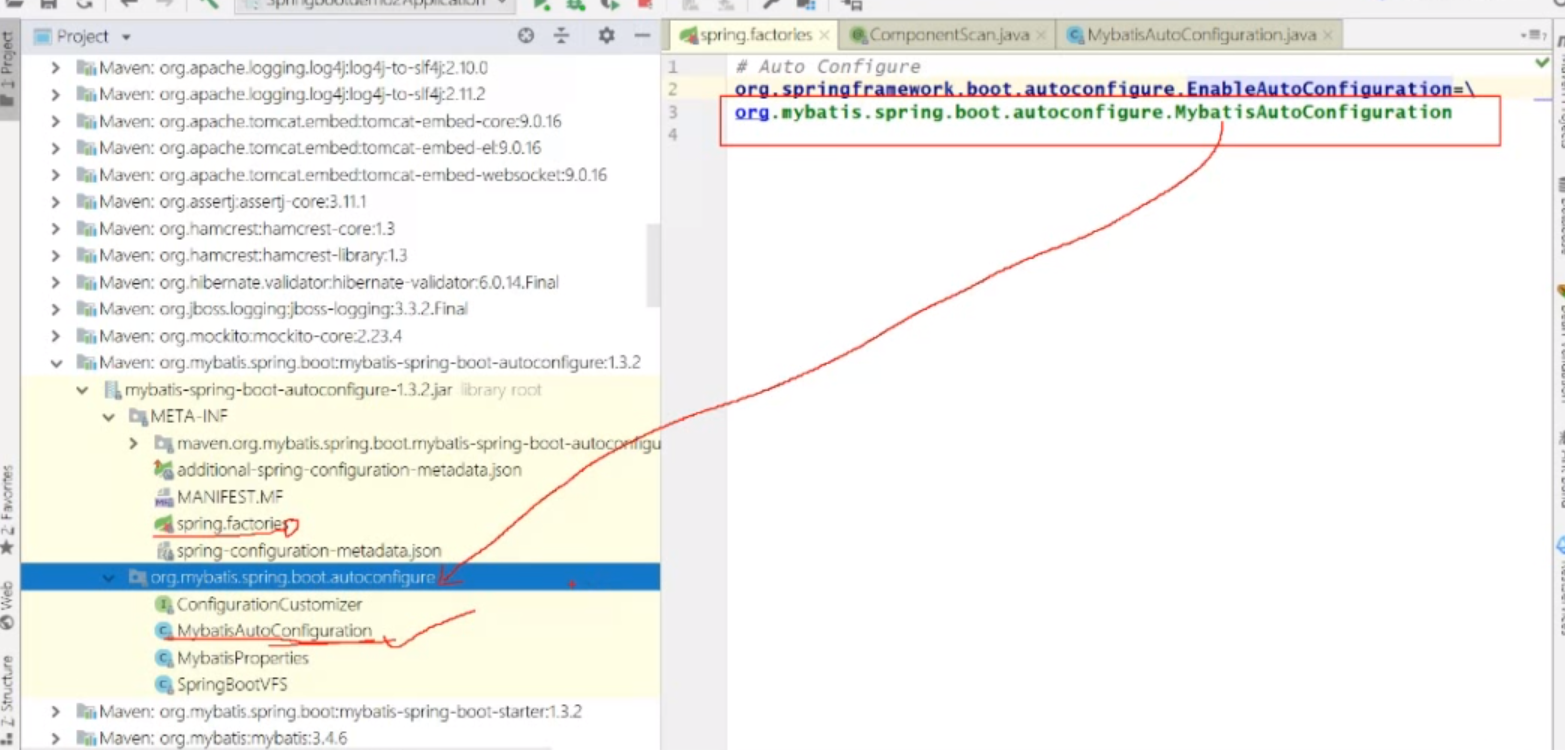 Springbootdemo2Application
1: Project
Project
spring.factories
ComponentScan.java
MybatisAutoConfiguration.java
Maven: org.apache.logging.log4j:log4j-to-slf4j:2.10.0
Maven: org.apache.logging.log4j:log4j-to-slf4j:2.11.2
Maven: org.apache.tomcat.embed:tomcat-embed-core:9.0.16
Maven: org.apache.tomcat.embed:tomcat-embed-el:9.0.16
Maven: org.apache.tomcat.embed:tomcat-embed-websocket:9.0.16
Maven: org.assertj:assertj-core:3.11.1
Maven: org.hamcrest:hamcrest-core:1.3
Maven: org.hamcrest:hamcrest-library:1.3
Maven: org.hibernate.validator:hibernate-validator:6.0.14.Final
Maven: org.jboss.logging:jboss-logging:3.3.2.Final
Maven: org.mockito:mockito-core:2.23.4
Maven: org.mybatis.spring.boot:mybatis-spring-boot-autoconfigure:1.3.2
mybatis-spring-boot-autoconfigure-1.3.2.jar library root
META-INF
maven.org.mybatis.spring.boot.mybatis-spring-boot-autoconfigu
additional-spring-configuration-metadata.json
MANIFEST.MF
spring.factories
spring-configuration-metadata.json
org.mybatis.spring.boot.autoconfigure
ConfigurationCustomizer
MybatisAutoConfiguration
MybatisProperties
SpringBootVFS
Maven: org.mybatis.spring.boot:mybatis-spring-boot-starter:1.3.2
Maven: org.mybatis:mybatis:3.4.6
2: Favorites
Web
Z: Structure
1 # Auto Configure
2 org.springframework.boot.autoconfigure.EnableAutoConfiguration=\
3 org.mybatis.spring.boot.autoconfigure.MybatisAutoConfiguration
4